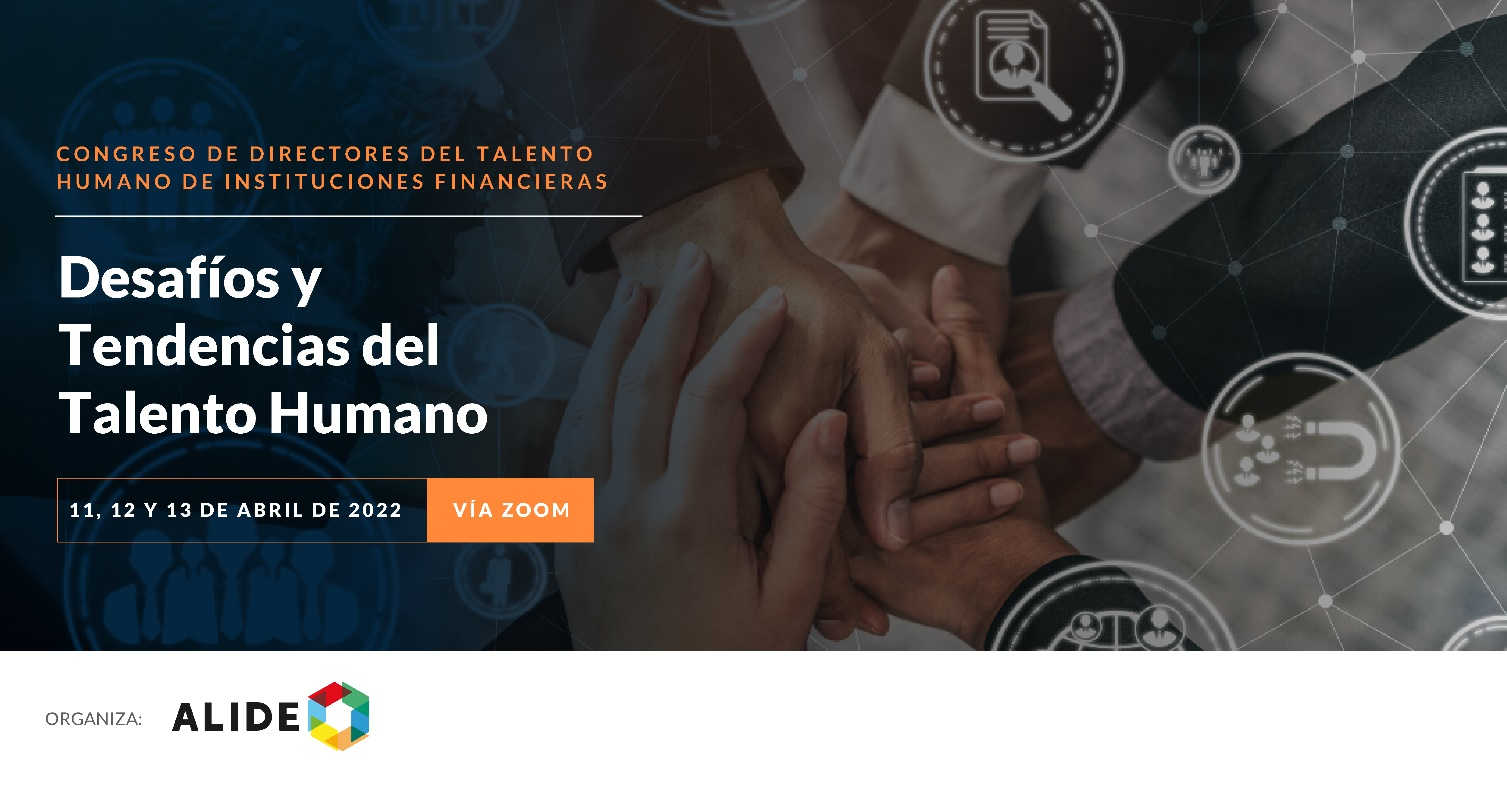 CONGRESO DE DIRECTORES DEL TALENTO
HUMANO DE INSTITUCIONES FINANCIERAS
Desafíos y
Tendencias del
Talento Humano
11, 12 Y 13 DE ABRIL DE 2022 VÍA ZOOM
ORGANIZA: ALIDE